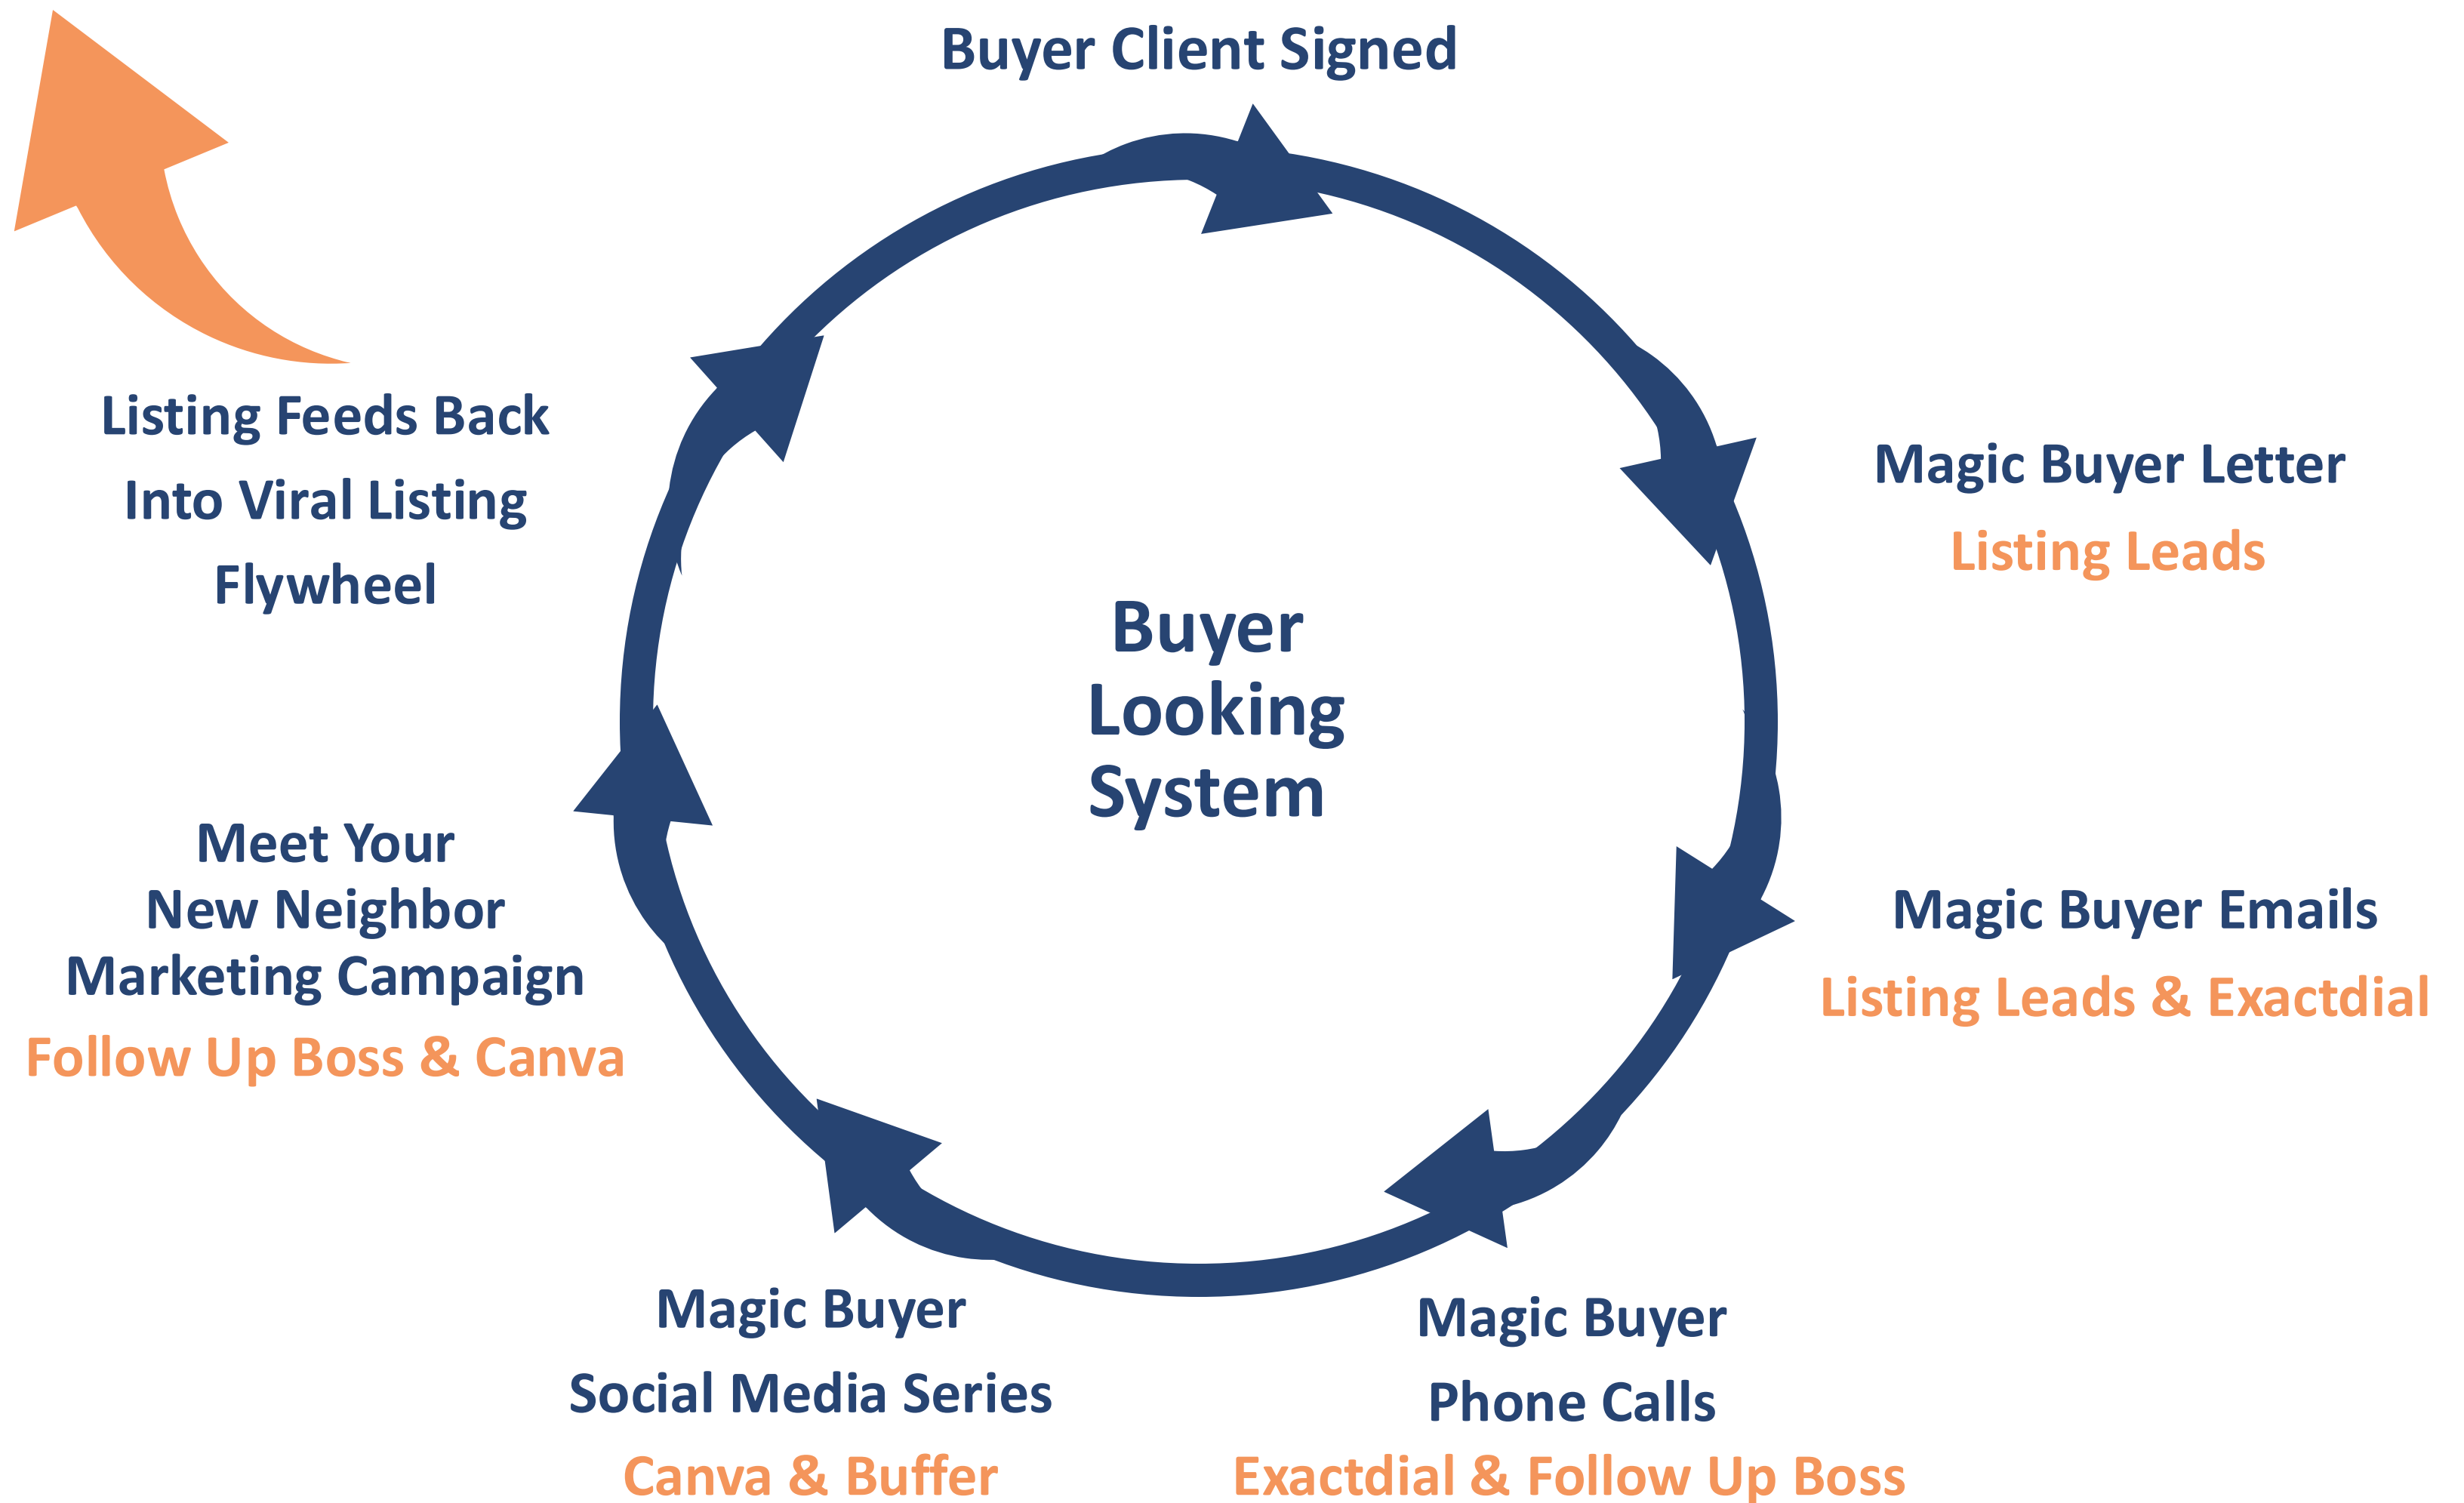 Buyer Client Signed
Magic Buyer Letter
Listing Leads
Magic Buyer Emails
Listing Leads & Exactdial
Magic Buyer
Phone Calls
Exactdial & Follow Up Boss
Magic Buyer
Social Media Series
Canva & Buffer
Meet Your
New Neighbor
Marketing Campaign
Follow Up Boss & Canva
Listing Feeds Back
Into Viral Listing
Flywheel
Buyer
Looking
System